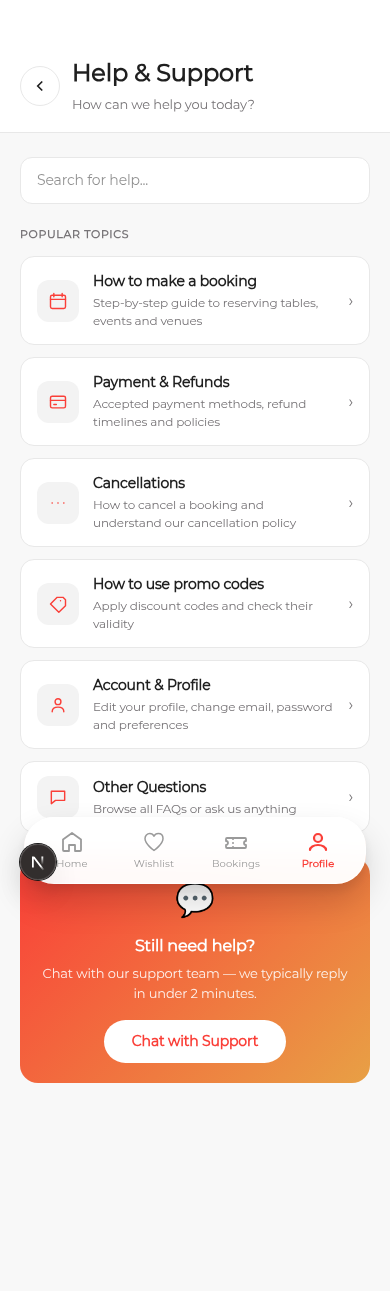 Help & Support
How can we help you today?
Search for help...
POPULAR TOPICS
How to make a booking
Step-by-step guide to reserving tables,
events and venues
Payment & Refunds
Accepted payment methods, refund
timelines and policies
Cancellations
How to cancel a booking and
understand our cancellation policy
How to use promo codes
Apply discount codes and check their
validity
Account & Profile
Edit your profile, change email, password
and preferences
Other Questions
Browse all FAQs or ask us anything
N
Home
Wishlist
Bookings
Profile
Still need help?
Chat with our support team — we typically reply
in under 2 minutes.
Chat with Support